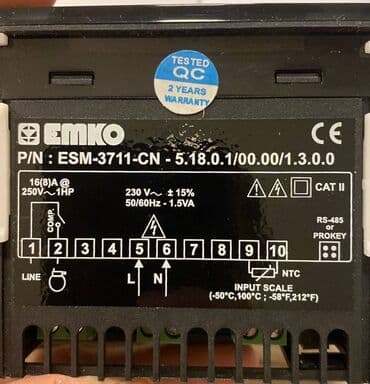 TESTED
QC
2 YEARS
WARRANTY
EMKO CE
P/N : ESM-3711-CN - 5.18.0.1/00.00/1.3.0.0
16(8)A @
250V~1HP
230 V~ ± 15%
50/60Hz - 1.5VA
CAT II
COMP.
RS-485
or
PROKEY
1 2 3 4 5 6 7 8 9 10
LINE
L N
NTC
INPUT SCALE
(-50°C,100°C ; -58°F,212°F)